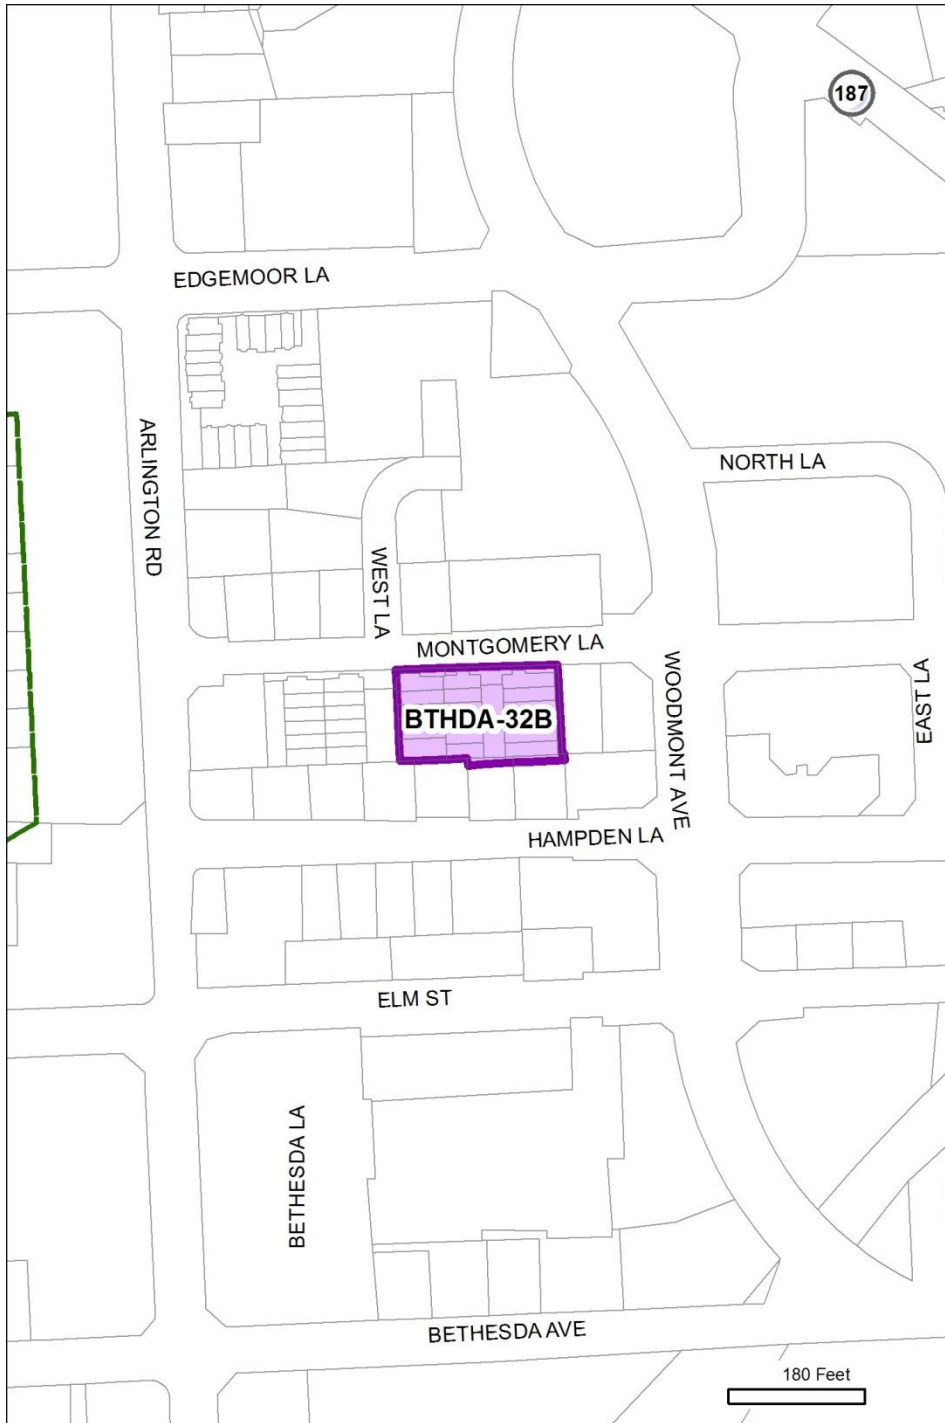 187
EDGEMOOR LA
ARLINGTON RD
NORTH LA
WEST LA
MONTGOMERY LA
WOODMONT AVE
EAST LA
BTHDA-32B
HAMPDEN LA
ELM ST
BETHESDA LA
BETHESDA AVE
180 Feet